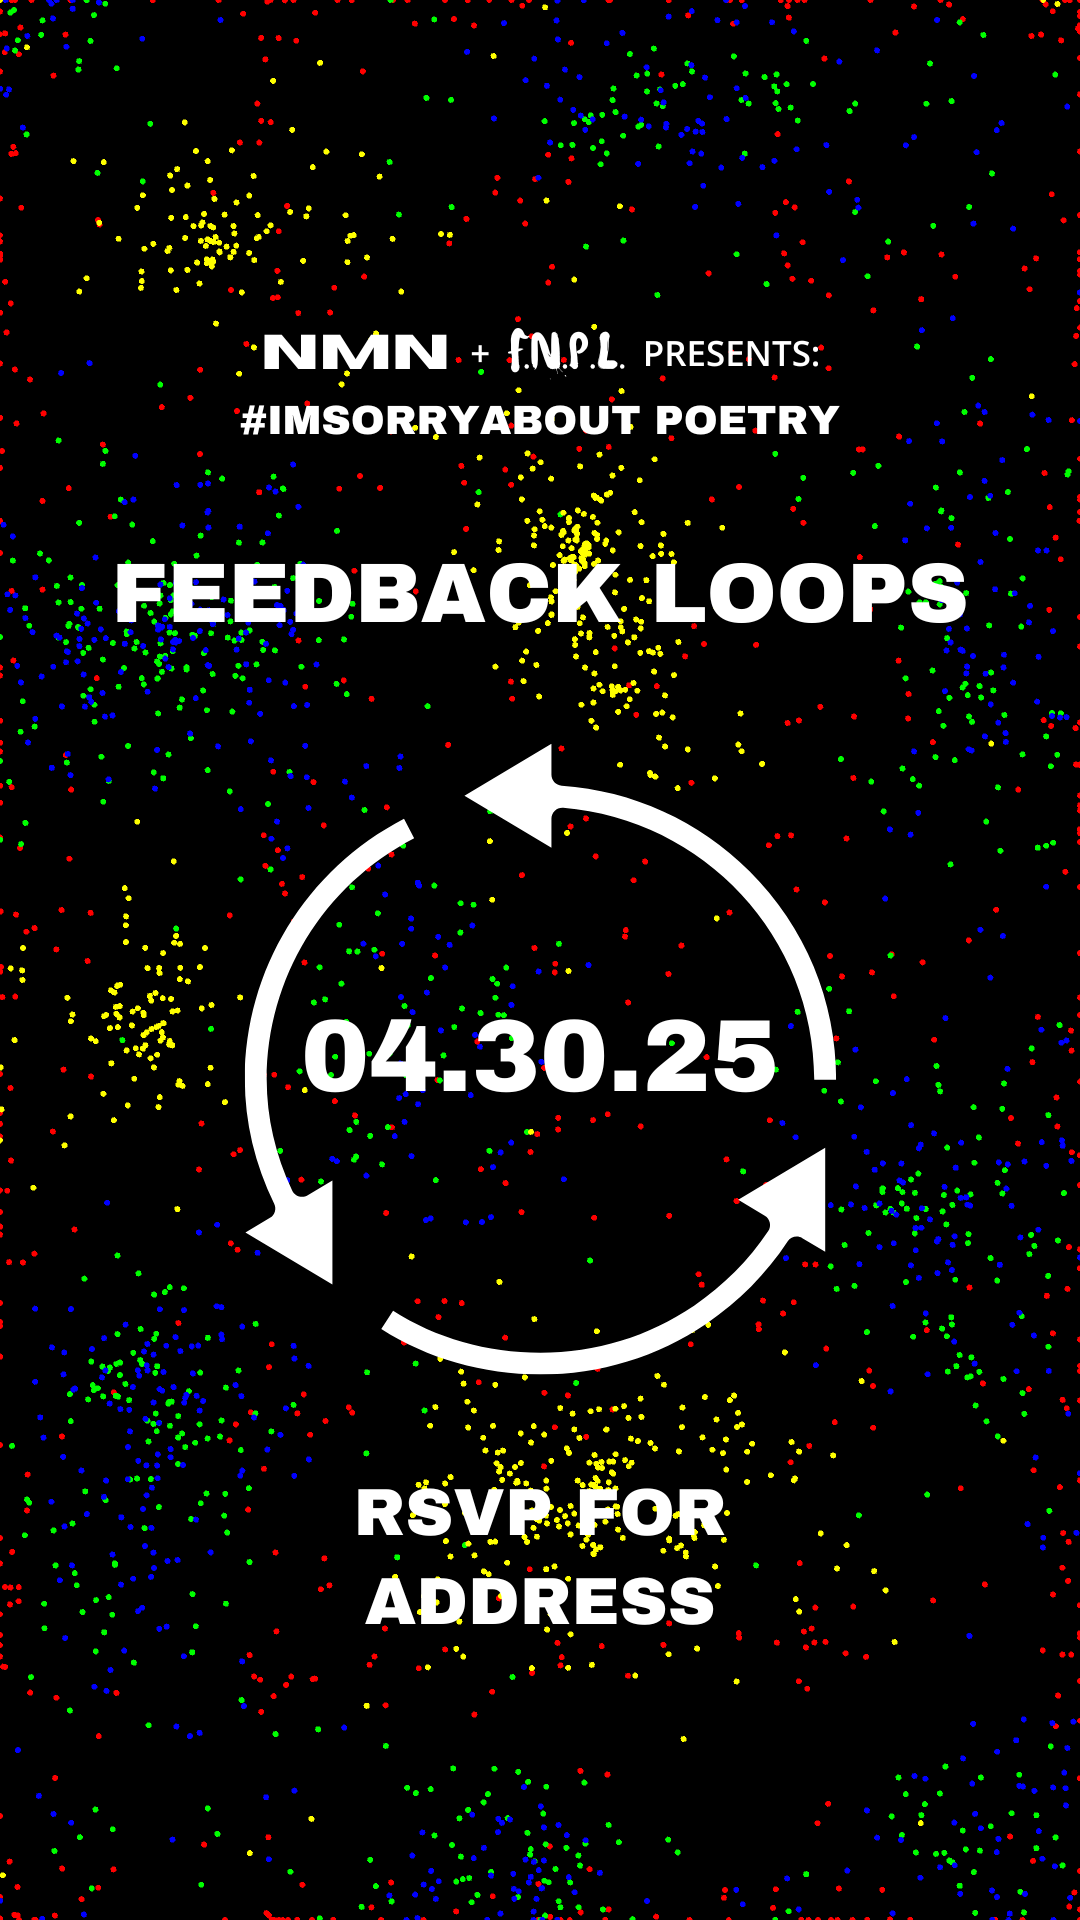 NMN + F.N.P.L. PRESENTS:
#IMSORRYABOUT POETRY
FEEDBACK LOOPS
04.30.25
RSVP FOR
ADDRESS